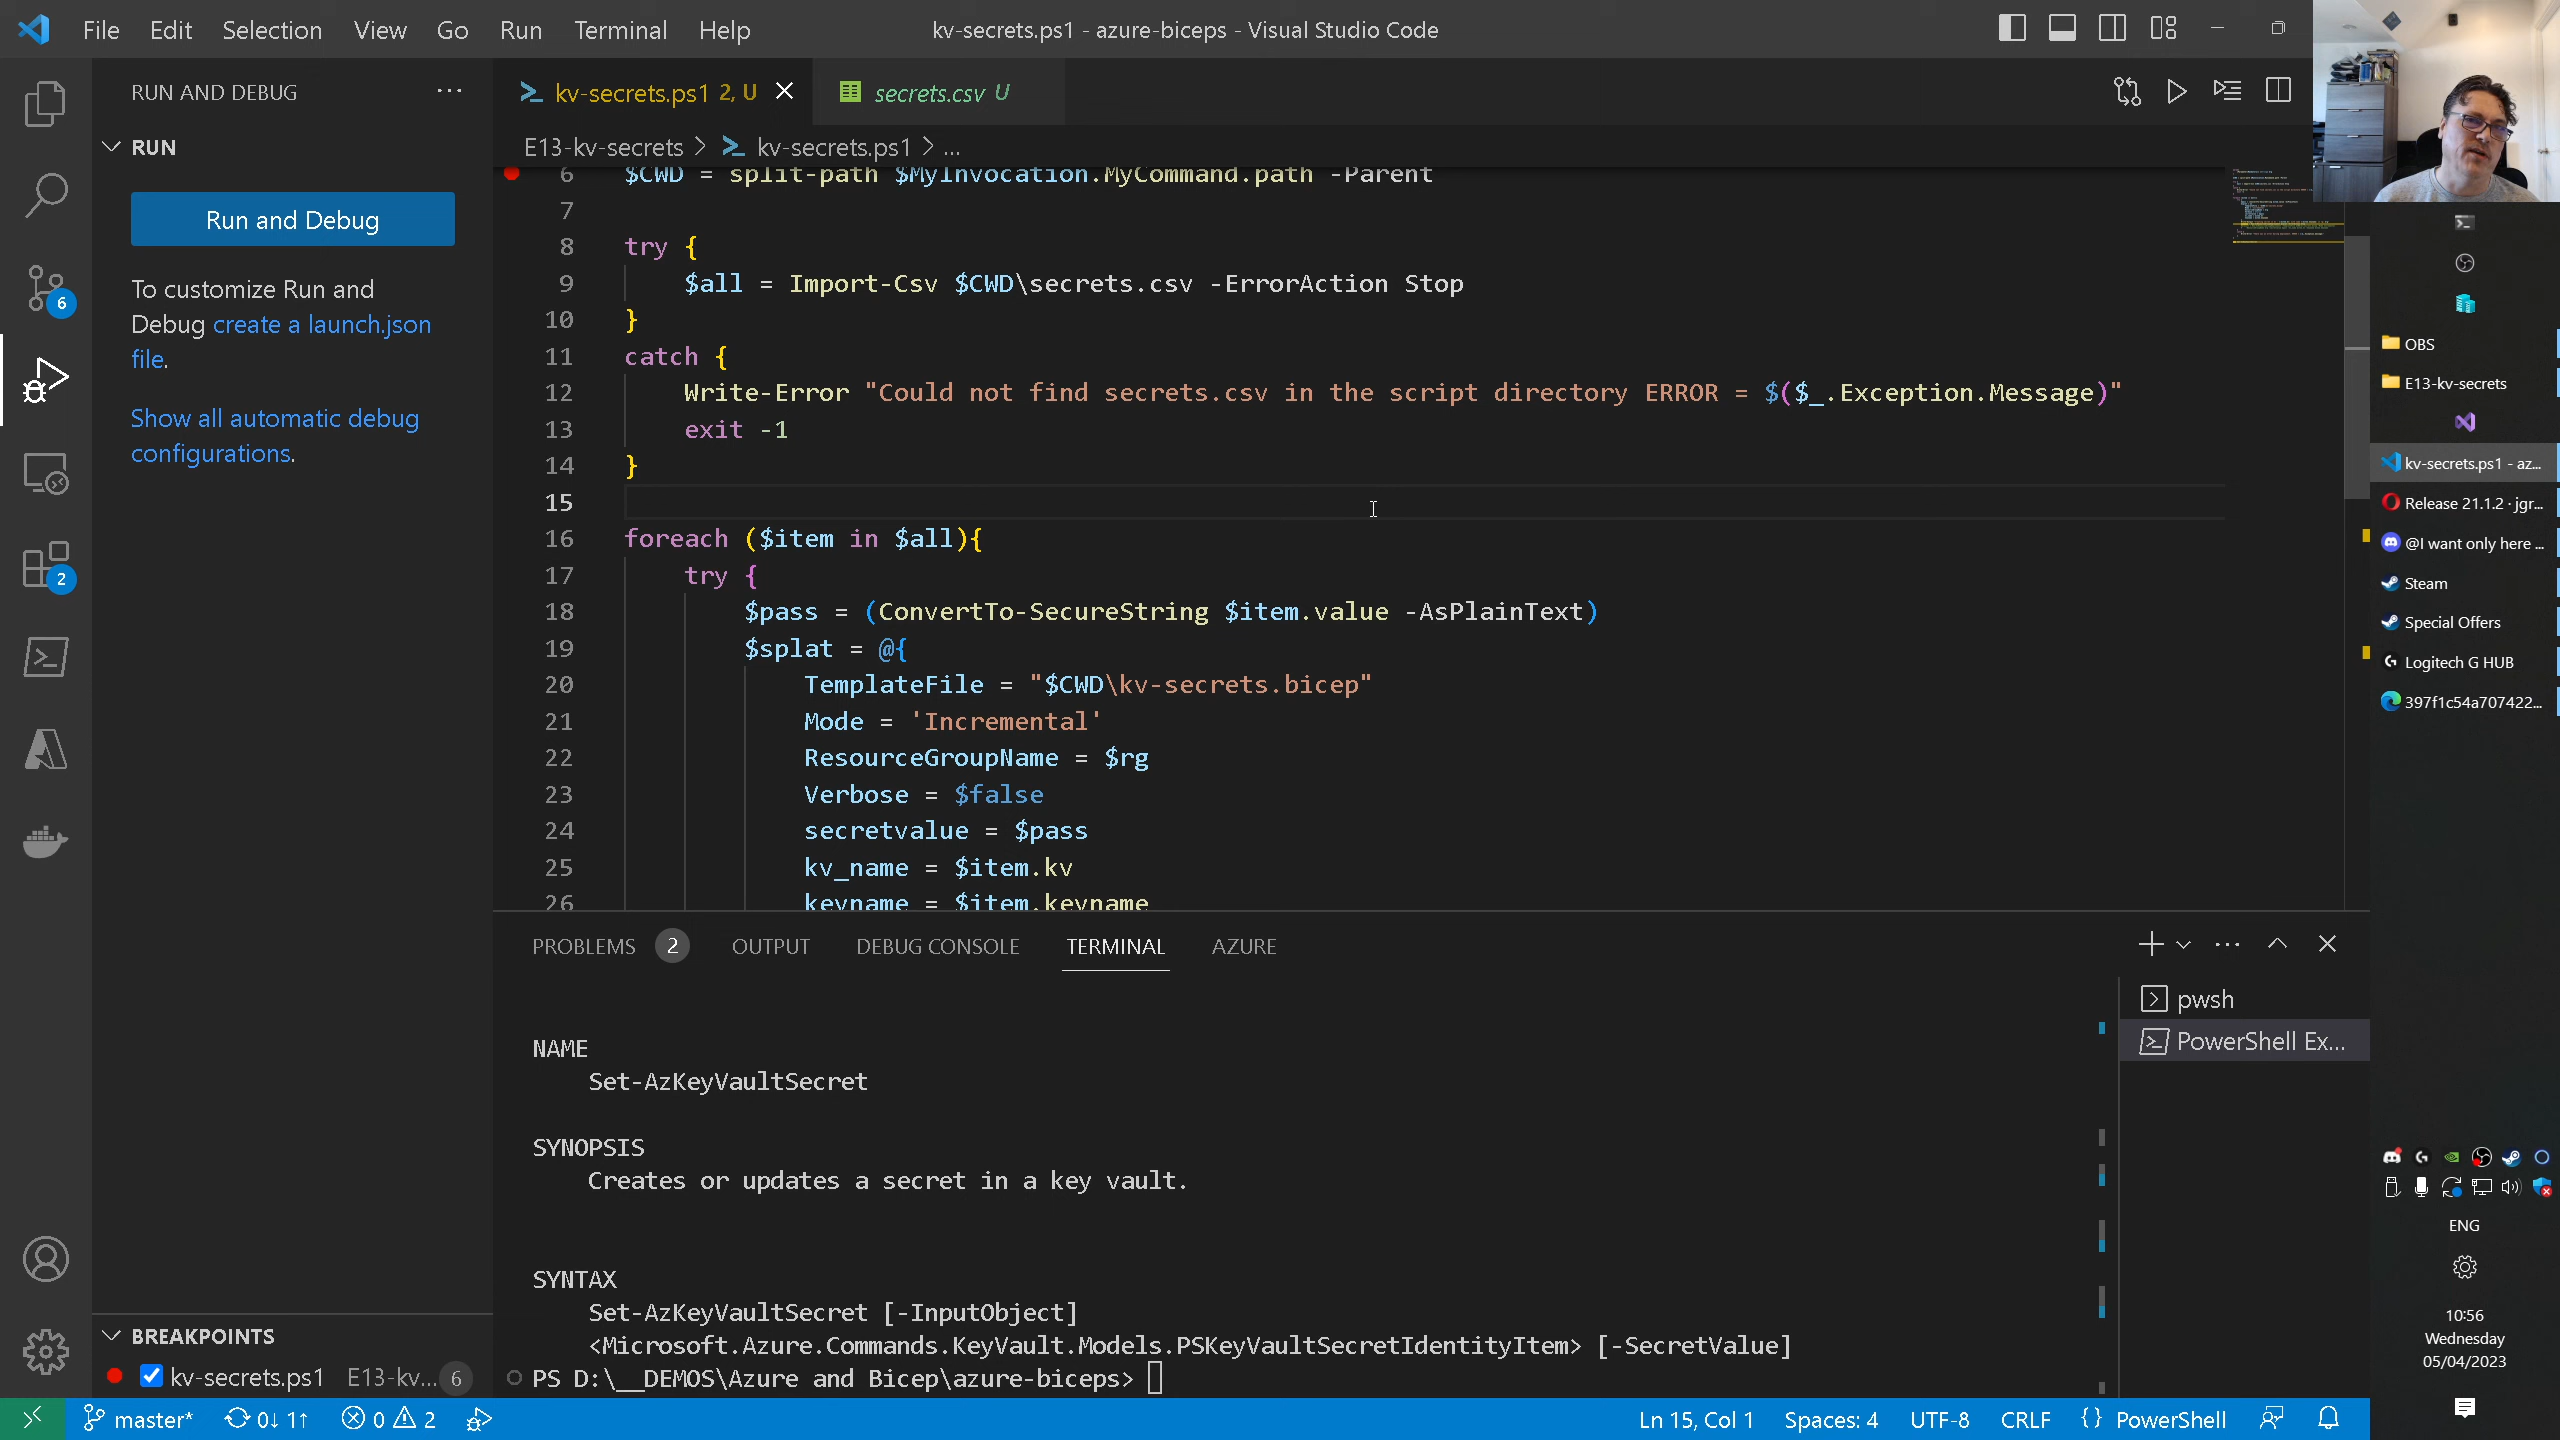 File Edit Selection View Go Run Terminal Help
kv-secrets.ps1 - azure-biceps - Visual Studio Code
RUN AND DEBUG
RUN
Run and Debug
To customize Run and
Debug create a launch.json
file.
Show all automatic debug
configurations.
6
2
BREAKPOINTS
kv-secrets.ps1 E13-kv... 6
kv-secrets.ps1 2, U
secrets.csv U
E13-kv-secrets > kv-secrets.ps1 > ...
6 $CWD = split-path $MyInvocation.MyCommand.path -Parent
7
8 try {
9 $all = Import-Csv $CWD\secrets.csv -ErrorAction Stop
10 }
11 catch {
12 Write-Error "Could not find secrets.csv in the script directory ERROR = $($_.Exception.Message)"
13 exit -1
14 }
15
16 foreach ($item in $all){
17 try {
18 $pass = (ConvertTo-SecureString $item.value -AsPlainText)
19 $splat = @{
20 TemplateFile = "$CWD\kv-secrets.bicep"
21 Mode = 'Incremental'
22 ResourceGroupName = $rg
23 Verbose = $false
24 secretvalue = $pass
25 kv_name = $item.kv
26 keyname = $item.keyname
PROBLEMS 2 OUTPUT DEBUG CONSOLE TERMINAL AZURE
NAME
Set-AzKeyVaultSecret
SYNOPSIS
Creates or updates a secret in a key vault.
SYNTAX
Set-AzKeyVaultSecret [-InputObject]
<Microsoft.Azure.Commands.KeyVault.Models.PSKeyVaultSecretIdentityItem> [-SecretValue]
PS D:\__DEMOS\Azure and Bicep\azure-biceps>
pwsh
PowerShell Ex...
master* 0↓ 1↑ 0 2
Ln 15, Col 1 Spaces: 4 UTF-8 CRLF {} PowerShell
OBS
E13-kv-secrets
kv-secrets.ps1 - az...
Release 21.1.2 · jgr...
@I want only here ...
Steam
Special Offers
Logitech G HUB
397f1c54a707422...
ENG
10:56
Wednesday
05/04/2023